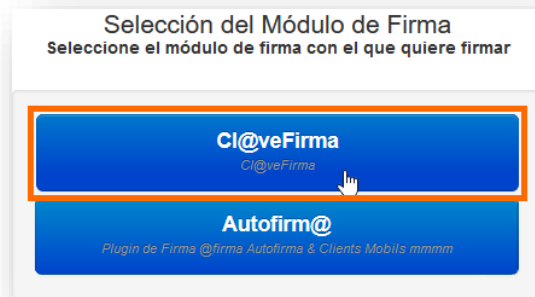 Selección del Módulo de Firma
Seleccione el módulo de firma con el que quiere firmar
Cl@veFirma
Cl@veFirma
Autofirm@
Plugin de Firma @firma Autofirma & Clients Mobils mmmm